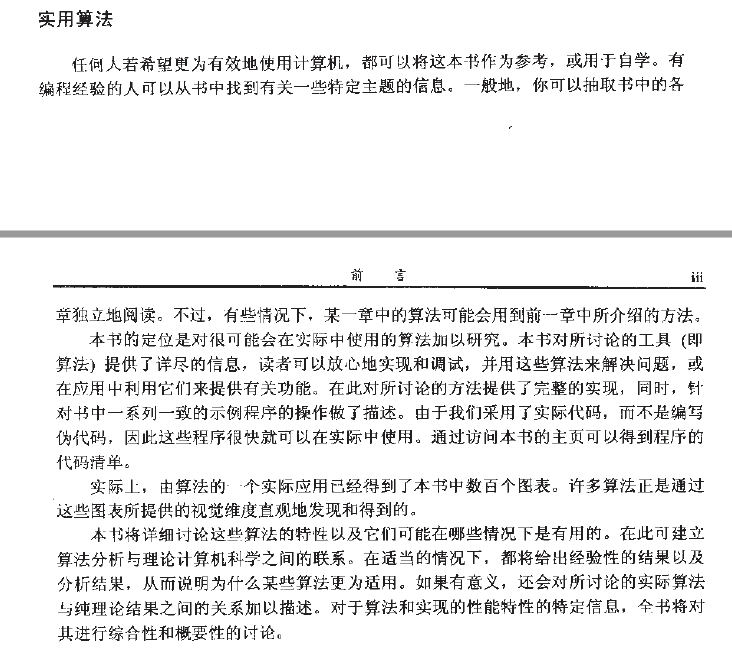 实用算法
任何人若希望更为有效地使用计算机，都可以将这本书作为参考，或用于自学。有
编程经验的人可以从书中找到有关一些特定主题的信息。一般地，你可以抽取书中的各
前 言 iii
章独立地阅读。不过，有些情况下，某一章中的算法可能会用到前一章中所介绍的方法。
本书的定位是对很可能会在实际中使用的算法加以研究。本书对所讨论的工具 (即
算法) 提供了详尽的信息，读者可以放心地实现和调试，并用这些算法来解决问题，或
在应用中利用它们来提供有关功能。在此对所讨论的方法提供了完整的实现，同时，针
对书中一系列一致的示例程序的操作做了描述。由于我们采用了实际代码，而不是编写
伪代码，因此这些程序很快就可以在实际中使用。通过访问本书的主页可以得到程序的
代码清单。
实际上，由算法的一个实际应用已经得到了本书中数百个图表。许多算法正是通过
这些图表所提供的视觉维度直观地发现和得到的。
本书将详细讨论这些算法的特性以及它们可能在哪些情况下是有用的。在此可建立
算法分析与理论计算机科学之间的联系。在适当的情况下，都将给出经验性的结果以及
分析结果，从而说明为什么某些算法更为适用。如果有意义，还会对所讨论的实际算法
与纯理论结果之间的关系加以描述。对于算法和实现的性能特性的特定信息，全书将对
其进行综合性和概要性的讨论。